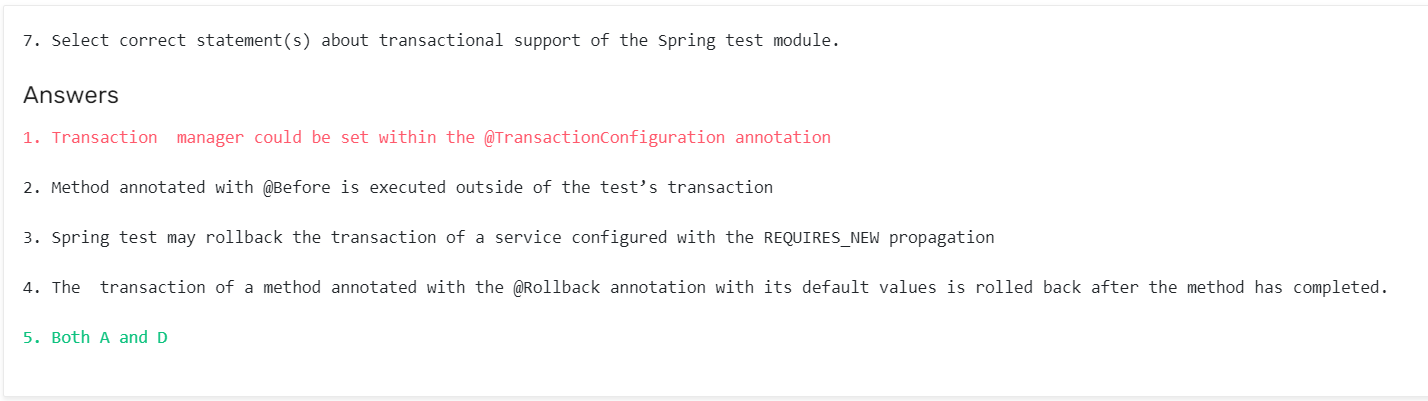 7. Select correct statement(s) about transactional support of the Spring test module.
Answers
1. Transaction  manager could be set within the @TransactionConfiguration annotation
2. Method annotated with @Before is executed outside of the test’s transaction
3. Spring test may rollback the transaction of a service configured with the REQUIRES_NEW propagation
4. The  transaction of a method annotated with the @Rollback annotation with its default values is rolled back after the method has completed.
5. Both A and D